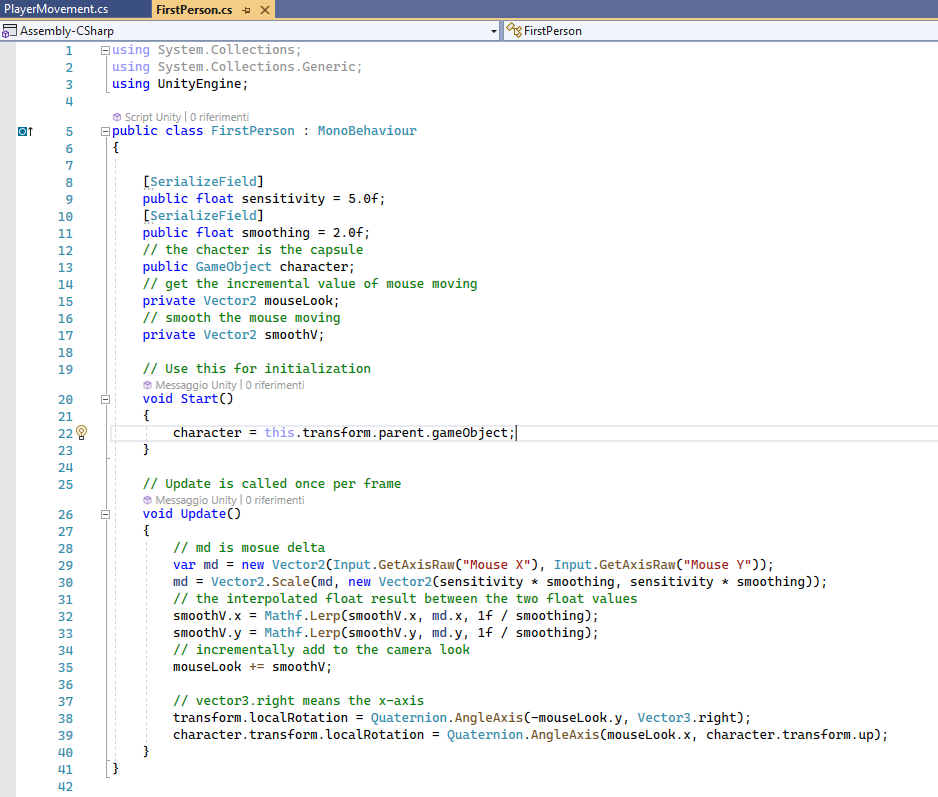 PlayerMovement.cs FirstPerson.cs
Assembly-CSharp FirstPerson
1 using System.Collections;
2 using System.Collections.Generic;
3 using UnityEngine;
4
Script Unity | 0 riferimenti
5 public class FirstPerson : MonoBehaviour
6 {
7
8 [SerializeField]
9 public float sensitivity = 5.0f;
10 [SerializeField]
11 public float smoothing = 2.0f;
12 // the chacter is the capsule
13 public GameObject character;
14 // get the incremental value of mouse moving
15 private Vector2 mouseLook;
16 // smooth the mouse moving
17 private Vector2 smoothV;
18
19 // Use this for initialization
Messaggio Unity | 0 riferimenti
20 void Start()
21 {
22 character = this.transform.parent.gameObject;
23 }
24
25 // Update is called once per frame
Messaggio Unity | 0 riferimenti
26 void Update()
27 {
28 // md is mosue delta
29 var md = new Vector2(Input.GetAxisRaw("Mouse X"), Input.GetAxisRaw("Mouse Y"));
30 md = Vector2.Scale(md, new Vector2(sensitivity * smoothing, sensitivity * smoothing));
31 // the interpolated float result between the two float values
32 smoothV.x = Mathf.Lerp(smoothV.x, md.x, 1f / smoothing);
33 smoothV.y = Mathf.Lerp(smoothV.y, md.y, 1f / smoothing);
34 // incrementally add to the camera look
35 mouseLook += smoothV;
36
37 // vector3.right means the x-axis
38 transform.localRotation = Quaternion.AngleAxis(-mouseLook.y, Vector3.right);
39 character.transform.localRotation = Quaternion.AngleAxis(mouseLook.x, character.transform.up);
40 }
41 }
42